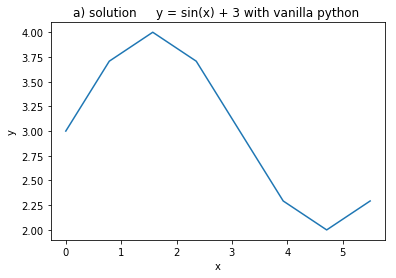 a) solution     y = sin(x) + 3 with vanilla python
4.00
3.75
3.50
3.25
3.00
2.75
2.50
2.25
2.00
y
0 1 2 3 4 5
x